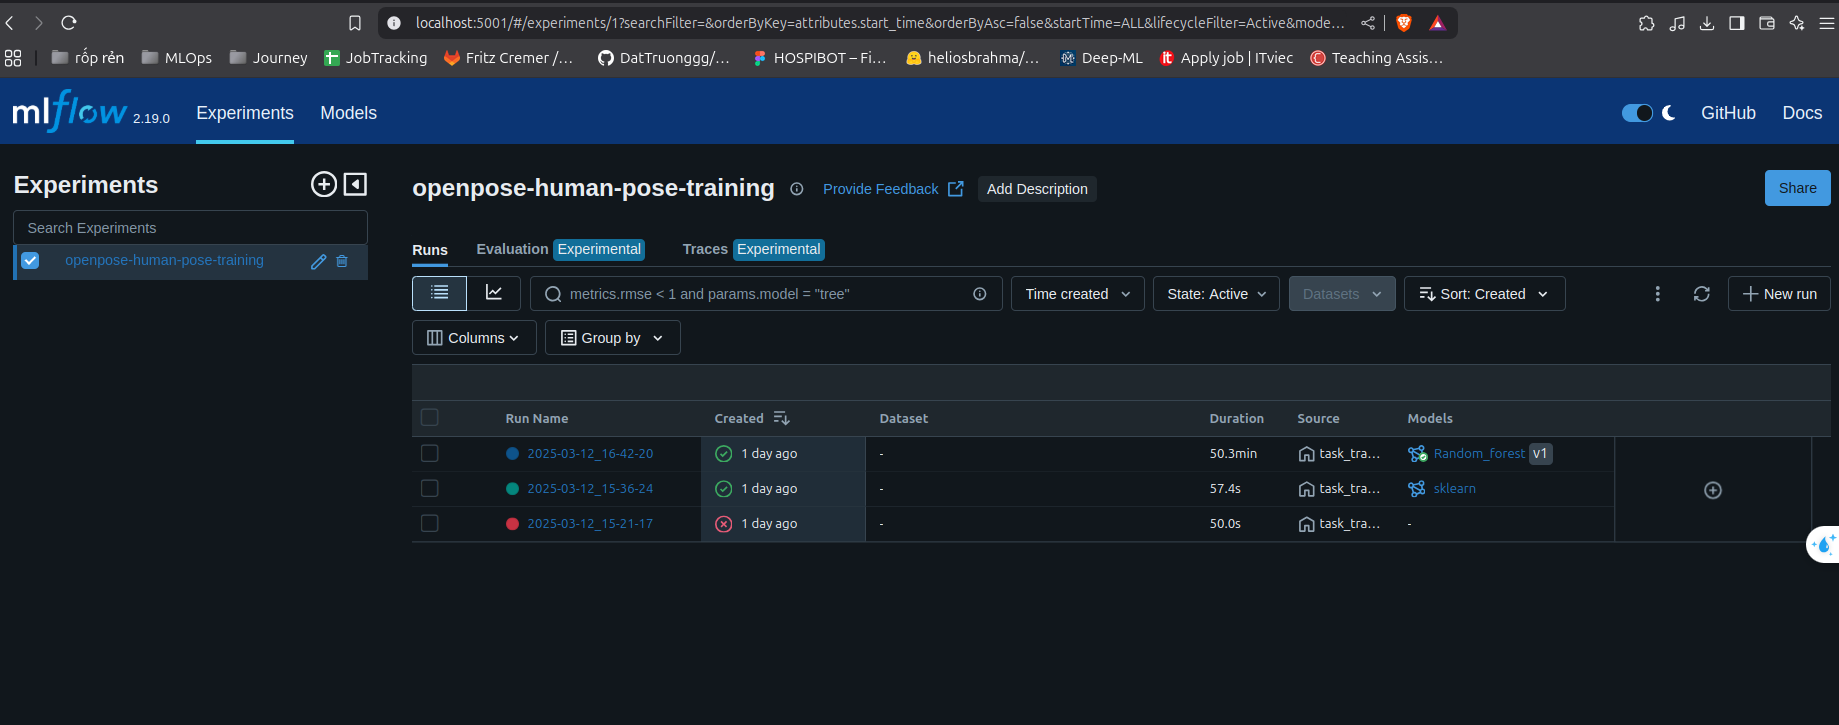 localhost:5001/#/experiments/1?searchFilter=&orderByKey=attributes.start_time&orderByAsc=false&startTime=ALL&lifecycleFilter=Active&mode...
rốp rẻn MLOps Journey JobTracking Fritz Cremer /... DatTruonggg/... HOSPIBOT – Fi... heliosbrahma/... Deep-ML it Apply job | ITviec Teaching Assis...
mlflow 2.19.0 Experiments Models GitHub Docs
Experiments
Search Experiments
openpose-human-pose-training
openpose-human-pose-training Provide Feedback Add Description Share
Runs Evaluation Experimental Traces Experimental
metrics.rmse < 1 and params.model = "tree" Time created State: Active Datasets Sort: Created New run
Columns Group by
Run Name Created Dataset Duration Source Models
2025-03-12_16-42-20 1 day ago - 50.3min task_tra... Random_forest v1
2025-03-12_15-36-24 1 day ago - 57.4s task_tra... sklearn
2025-03-12_15-21-17 1 day ago - 50.0s task_tra... -